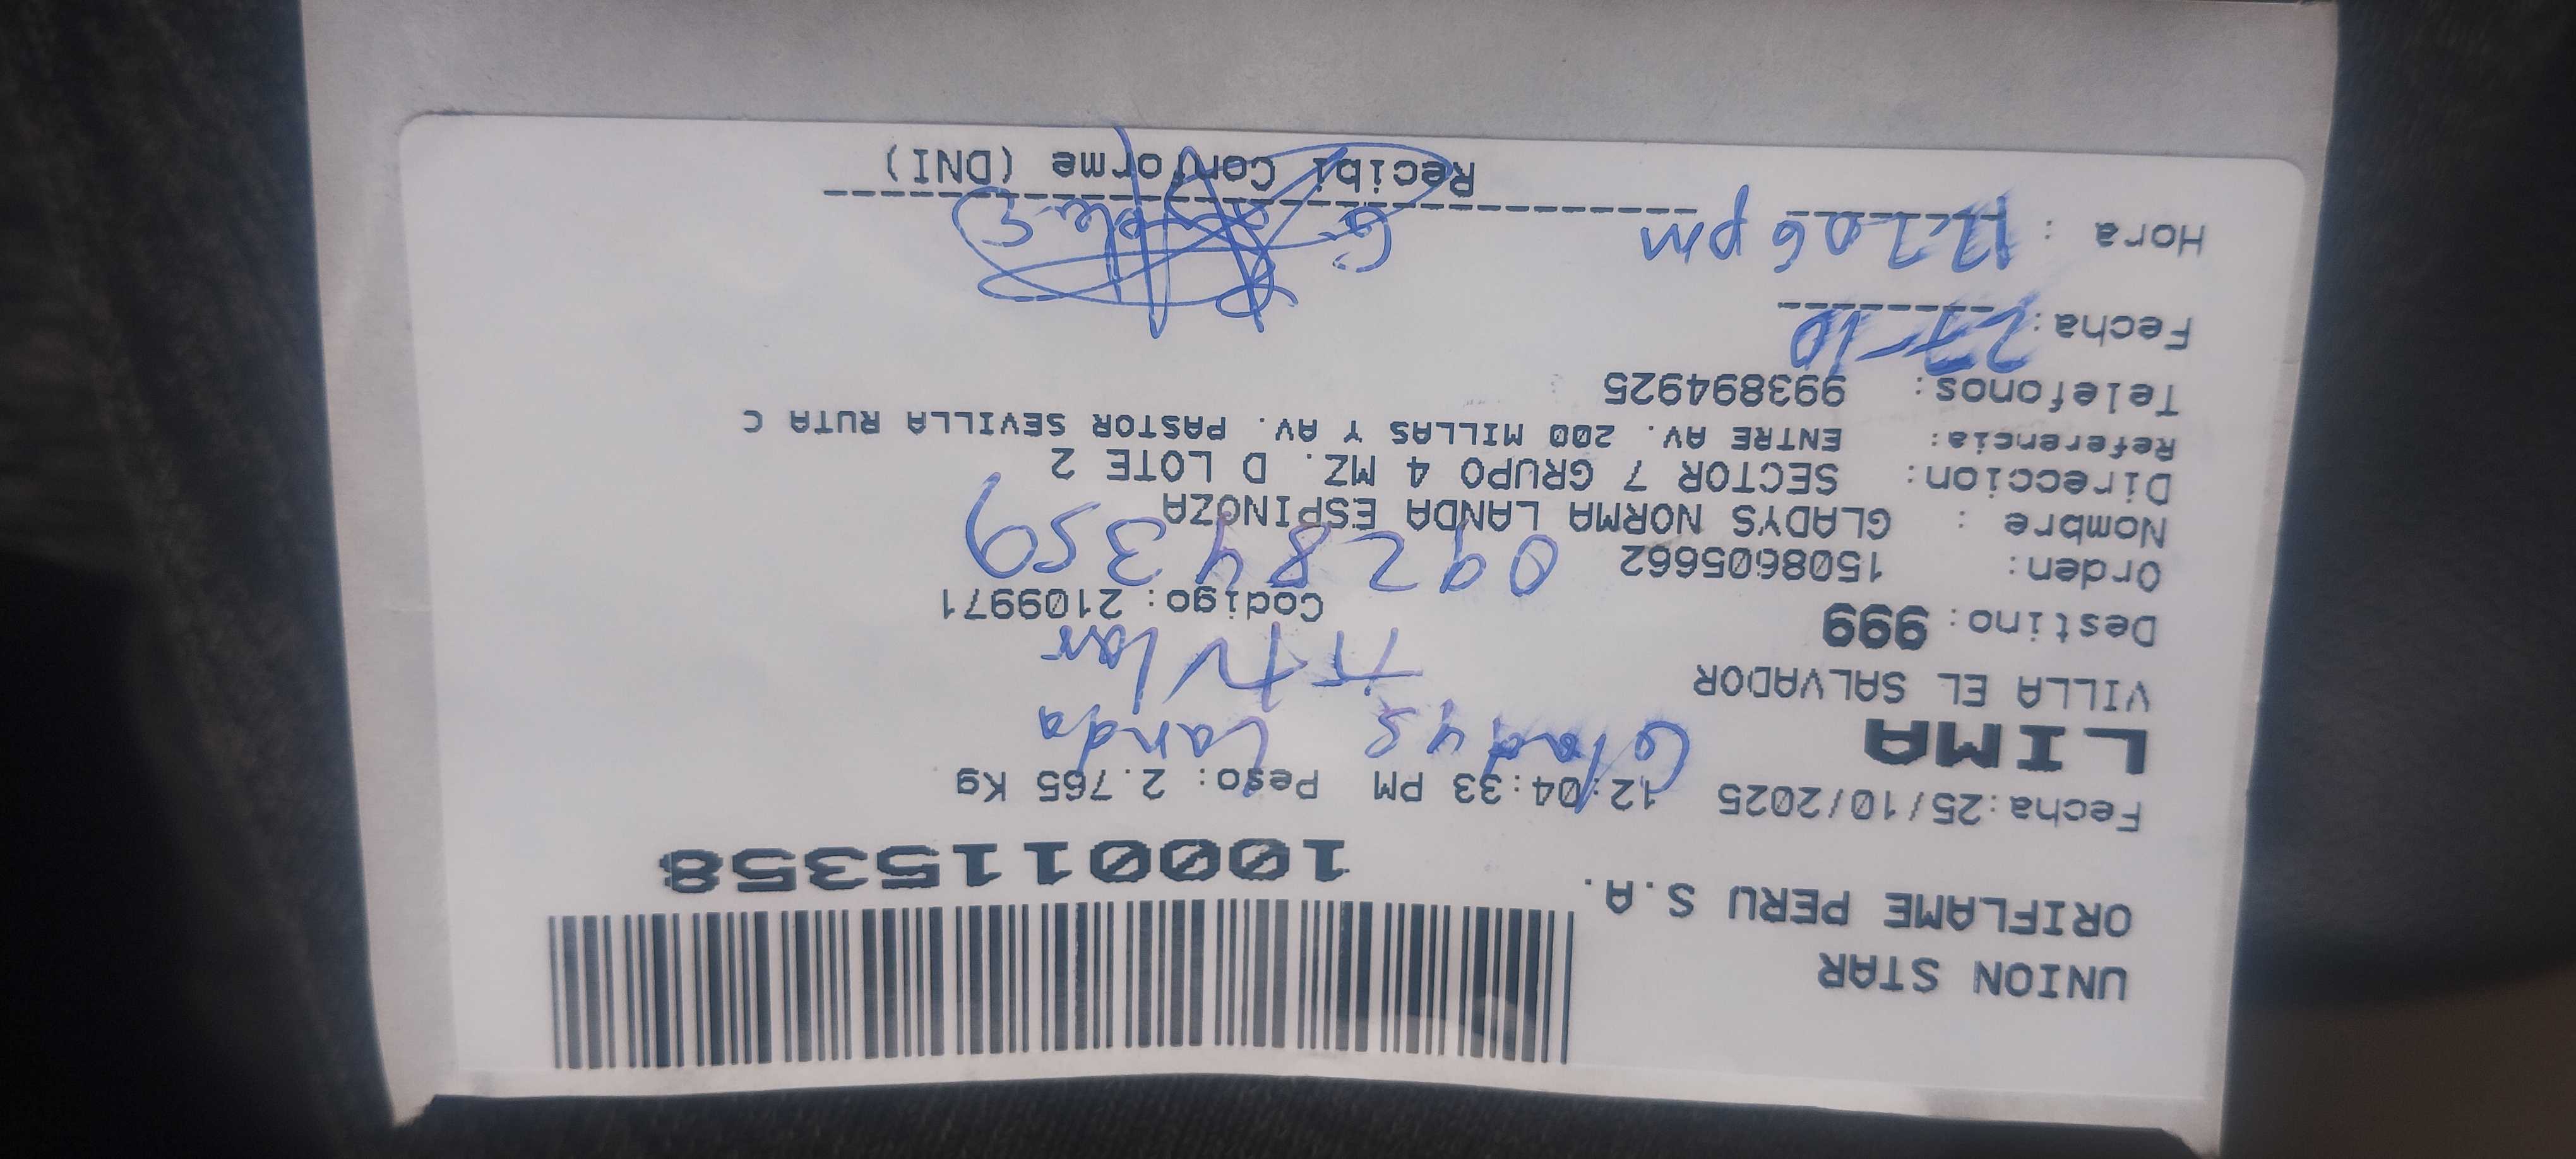 UNION STAR
ORIFLAME PERU S.A.
1000115358
Fecha:25/10/2025 12:04:33 PM Peso: 2.765 Kg
LIMA
Gladys Landa
VILLA EL SALVADOR
Titular
Destino: 999 Codigo: 2109971
Orden: 1508605662
09284359
Nombre : GLADYS NORMA LANDA ESPINOZA
Direccion: SECTOR 7 GRUPO 4 MZ. D LOTE 2
Referencia: ENTRE AV. 200 MILLAS Y AV. PASTOR SEVILLA RUTA C
Telefonos: 993894925
Fecha: 27-10
Hora : 12:06 pm
Recibi Conforme (DNI)